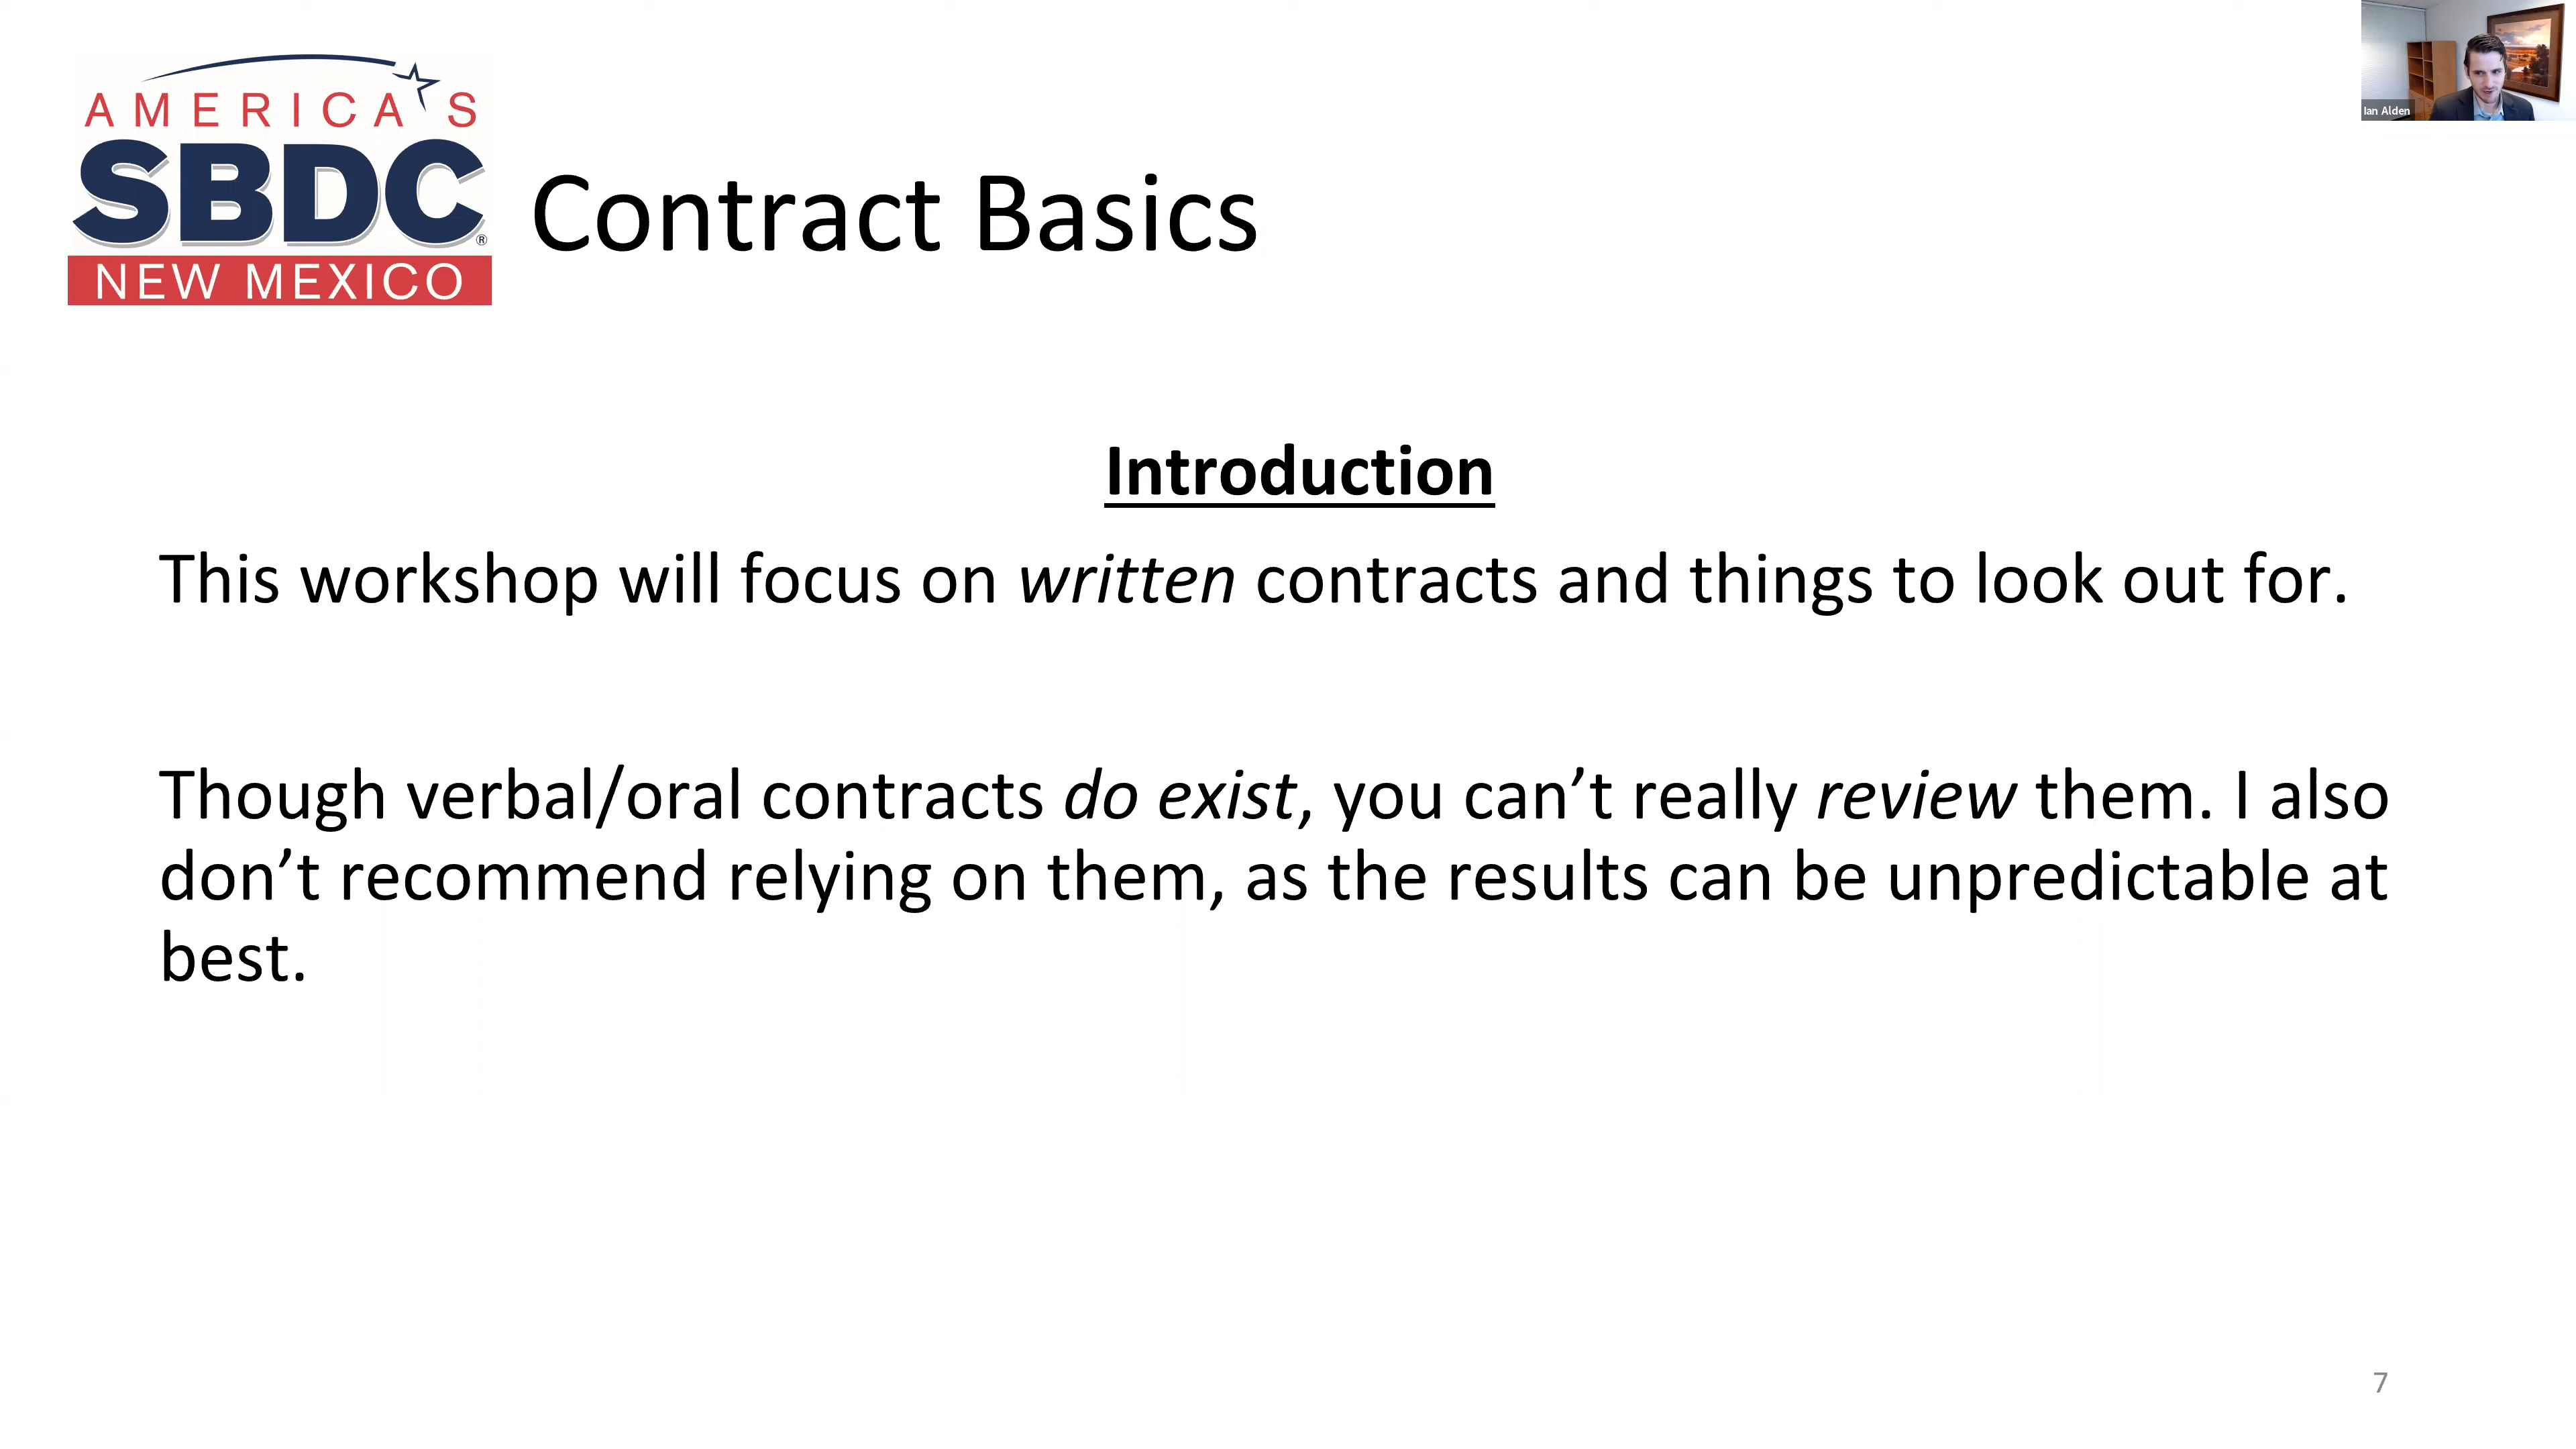 AMERICA'S
SBDC®
NEW MEXICO
Contract Basics
Ian Alden
Introduction
This workshop will focus on written contracts and things to look out for.
Though verbal/oral contracts do exist, you can’t really review them. I also
don’t recommend relying on them, as the results can be unpredictable at
best.
7